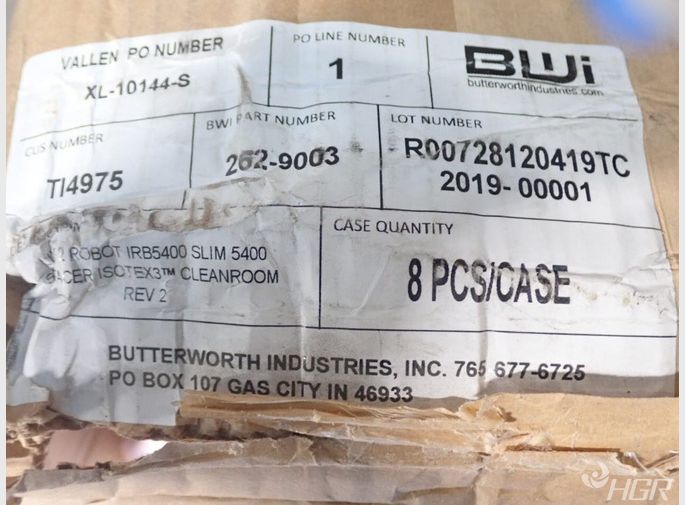 VALLEN PO NUMBER
XL-10144-S
PO LINE NUMBER
1
BWi
butterworthindustries.com
CUS NUMBER
TI4975
BWI PART NUMBER
262-9003
LOT NUMBER
R00728120419TC
2019- 00001
ROBOT IRB5400 SLIM 5400
ISOTEX3™ CLEANROOM
REV 2
CASE QUANTITY
8 PCS/CASE
BUTTERWORTH INDUSTRIES, INC. 765 677-6725
PO BOX 107 GAS CITY IN 46933
HGR